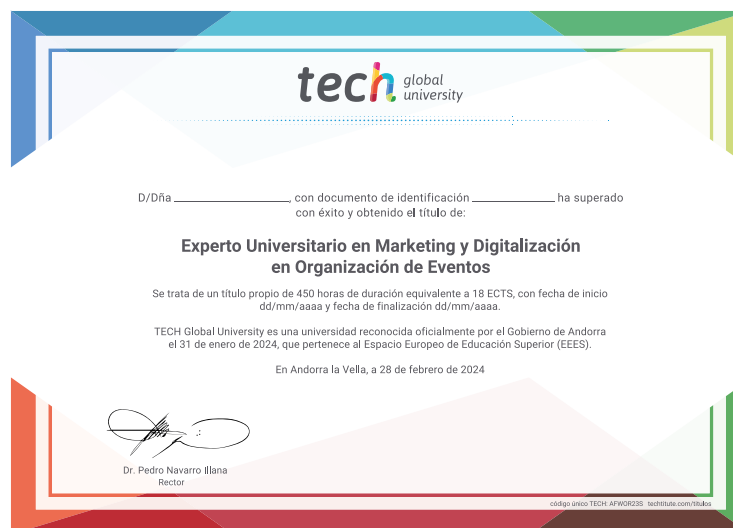 tech global university
D/Dña ____________________, con documento de identificación ______________ ha superado
con éxito y obtenido el título de:
Experto Universitario en Marketing y Digitalización
en Organización de Eventos
Se trata de un título propio de 450 horas de duración equivalente a 18 ECTS, con fecha de inicio
dd/mm/aaaa y fecha de finalización dd/mm/aaaa.
TECH Global University es una universidad reconocida oficialmente por el Gobierno de Andorra
el 31 de enero de 2024, que pertenece al Espacio Europeo de Educación Superior (EEES).
En Andorra la Vella, a 28 de febrero de 2024
Dr. Pedro Navarro Illana
Rector
código único TECH: AFWOR23S techtitute.com/titulos